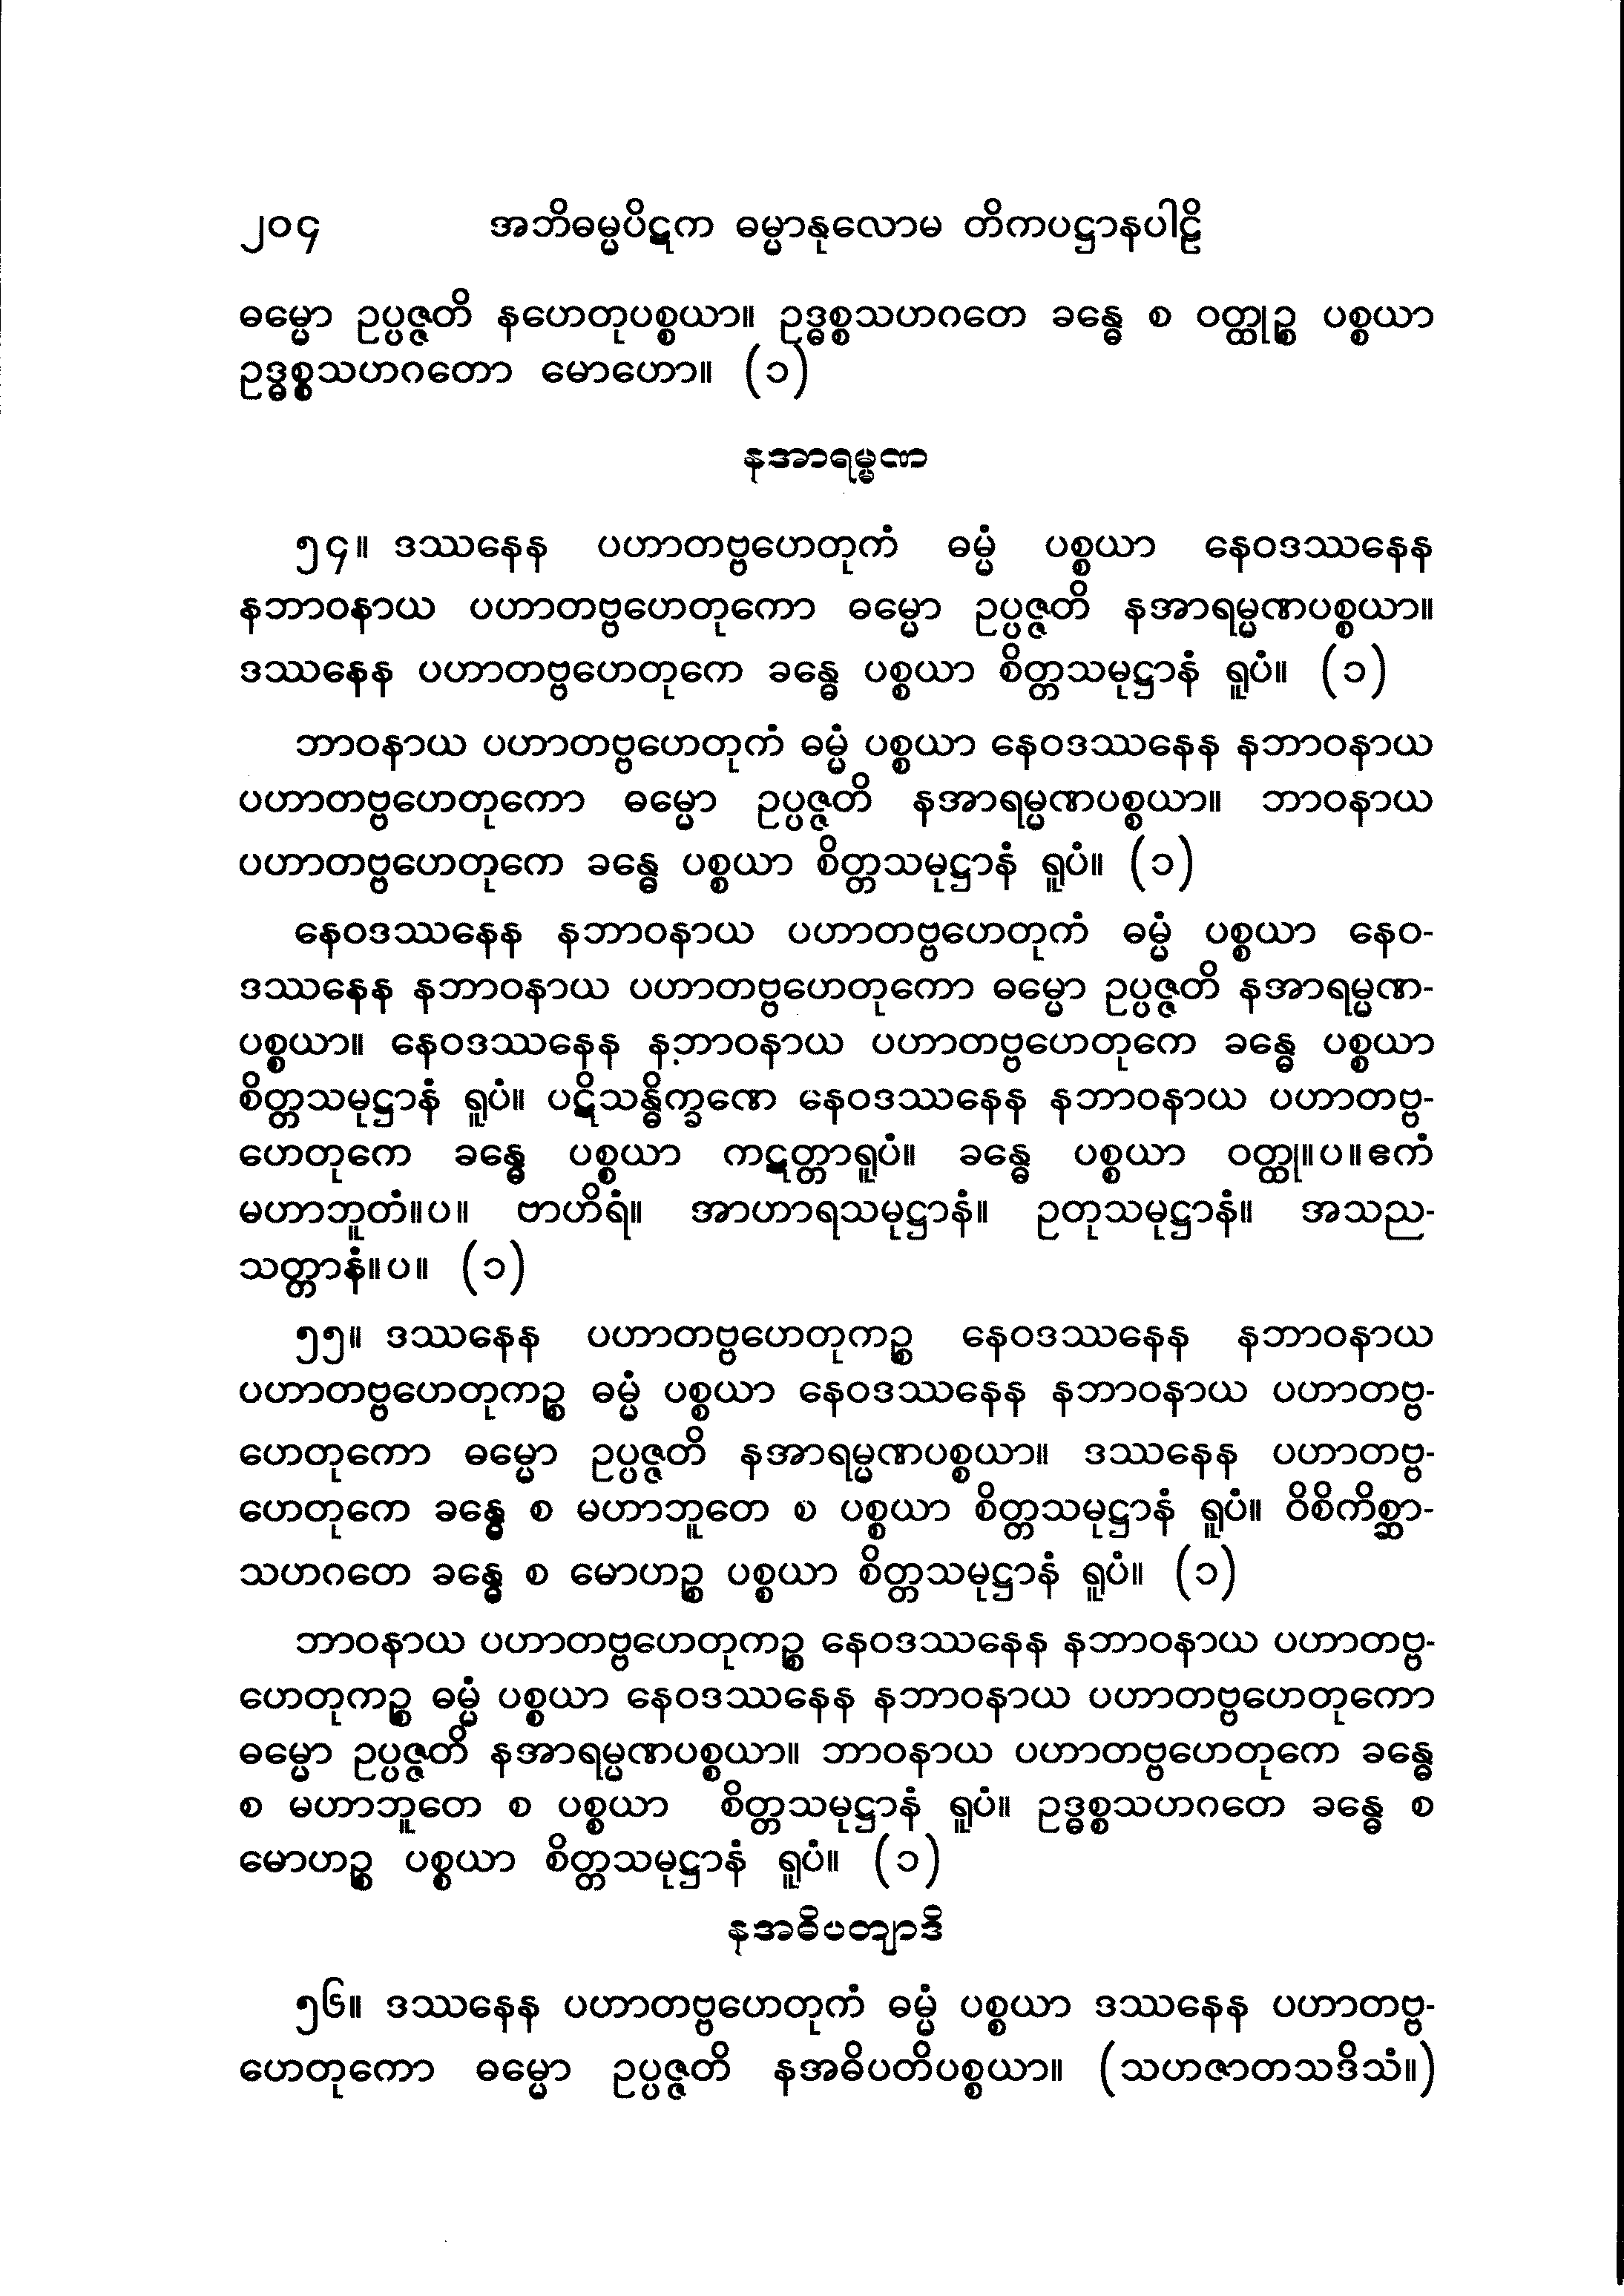 ၂၀၄ အဘိဓမ္မပိဋက ဓမ္မာနုလောမ တိကပဋ္ဌာနပါဠိ
ဓမ္မော ဥပ္ပဇ္ဇတိ နဟေတုပစ္စယာ။ ဥဒ္ဓစ္စသဟဂတေ ခန္ဓေ စ ဝတ္ထုဉ္စ ပစ္စယာ
ဥဒ္ဓစ္စသဟဂတော မောဟော။ (၁)
နအာရမ္မဏ
၅၄။ ဒဿနေန ပဟာတဗ္ဗဟေတုကံ ဓမ္မံ ပစ္စယာ နေဝဒဿနေန
နဘာဝနာယ ပဟာတဗ္ဗဟေတုကော ဓမ္မော ဥပ္ပဇ္ဇတိ နအာရမ္မဏပစ္စယာ။
ဒဿနေန ပဟာတဗ္ဗဟေတုကေ ခန္ဓေ ပစ္စယာ စိတ္တသမုဋ္ဌာနံ ရူပံ။ (၁)
ဘာဝနာယ ပဟာတဗ္ဗဟေတုကံ ဓမ္မံ ပစ္စယာ နေဝဒဿနေန နဘာဝနာယ
ပဟာတဗ္ဗဟေတုကော ဓမ္မော ဥပ္ပဇ္ဇတိ နအာရမ္မဏပစ္စယာ။ ဘာဝနာယ
ပဟာတဗ္ဗဟေတုကေ ခန္ဓေ ပစ္စယာ စိတ္တသမုဋ္ဌာနံ ရူပံ။ (၁)
နေဝဒဿနေန နဘာဝနာယ ပဟာတဗ္ဗဟေတုကံ ဓမ္မံ ပစ္စယာ နေဝ-
ဒဿနေန နဘာဝနာယ ပဟာတဗ္ဗဟေတုကော ဓမ္မော ဥပ္ပဇ္ဇတိ နအာရမ္မဏ-
ပစ္စယာ။ နေဝဒဿနေန နဘာဝနာယ ပဟာတဗ္ဗဟေတုကေ ခန္ဓေ ပစ္စယာ
စိတ္တသမုဋ္ဌာနံ ရူပံ။ ပဋိသန္ဓိက္ခဏေ နေဝဒဿနေန နဘာဝနာယ ပဟာတဗ္ဗ-
ဟေတုကေ ခန္ဓေ ပစ္စယာ ကဋတ္တာရူပံ။ ခန္ဓေ ပစ္စယာ ဝတ္ထု။ပ။ဧကံ
မဟာဘူတံ။ပ။ ဗာဟိရံ။ အာဟာရသမုဋ္ဌာနံ။ ဥတုသမုဋ္ဌာနံ။ အသည-
သတ္တာနံ။ပ။ (၁)
၅၅။ ဒဿနေန ပဟာတဗ္ဗဟေတုကဉ္စ နေဝဒဿနေန နဘာဝနာယ
ပဟာတဗ္ဗဟေတုကဉ္စ ဓမ္မံ ပစ္စယာ နေဝဒဿနေန နဘာဝနာယ ပဟာတဗ္ဗ-
ဟေတုကော ဓမ္မော ဥပ္ပဇ္ဇတိ နအာရမ္မဏပစ္စယာ။ ဒဿနေန ပဟာတဗ္ဗ-
ဟေတုကေ ခန္ဓေ စ မဟာဘူတေ စ ပစ္စယာ စိတ္တသမုဋ္ဌာနံ ရူပံ။ ဝိစိကိစ္ဆာ-
သဟဂတေ ခန္ဓေ စ မောဟဉ္စ ပစ္စယာ စိတ္တသမုဋ္ဌာနံ ရူပံ။ (၁)
ဘာဝနာယ ပဟာတဗ္ဗဟေတုကဉ္စ နေဝဒဿနေန နဘာဝနာယ ပဟာတဗ္ဗ-
ဟေတုကဉ္စ ဓမ္မံ ပစ္စယာ နေဝဒဿနေန နဘာဝနာယ ပဟာတဗ္ဗဟေတုကော
ဓမ္မော ဥပ္ပဇ္ဇတိ နအာရမ္မဏပစ္စယာ။ ဘာဝနာယ ပဟာတဗ္ဗဟေတုကေ ခန္ဓေ
စ မဟာဘူတေ စ ပစ္စယာ စိတ္တသမုဋ္ဌာနံ ရူပံ။ ဥဒ္ဓစ္စသဟဂတေ ခန္ဓေ စ
မောဟဉ္စ ပစ္စယာ စိတ္တသမုဋ္ဌာနံ ရူပံ။ (၁)
နအဓိပတျာဒိ
၅၆။ ဒဿနေန ပဟာတဗ္ဗဟေတုကံ ဓမ္မံ ပစ္စယာ ဒဿနေန ပဟာတဗ္ဗ-
ဟေတုကော ဓမ္မော ဥပ္ပဇ္ဇတိ နအဓိပတိပစ္စယာ။ (သဟဇာတသဒိသံ။)